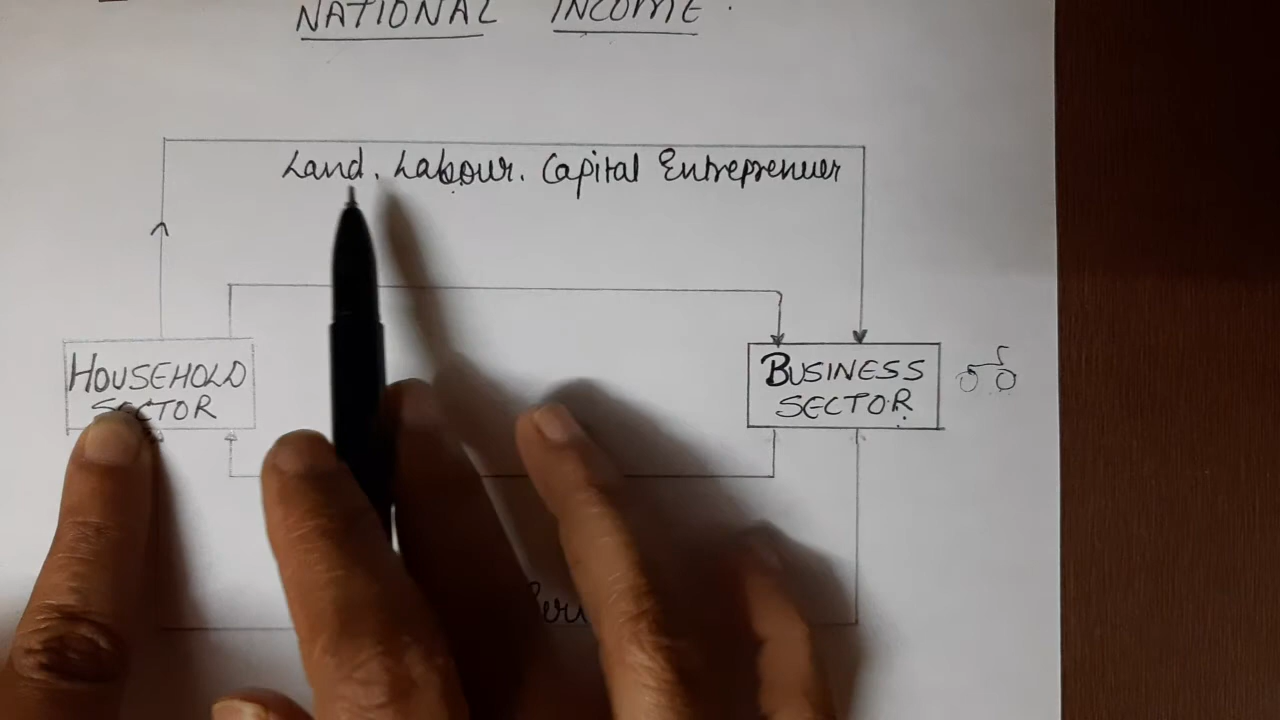 NATIONAL INCOME.
Land. Labour. Capital Entreprenuer
HOUSEHOLD
SECTOR
BUSINESS
SECTOR